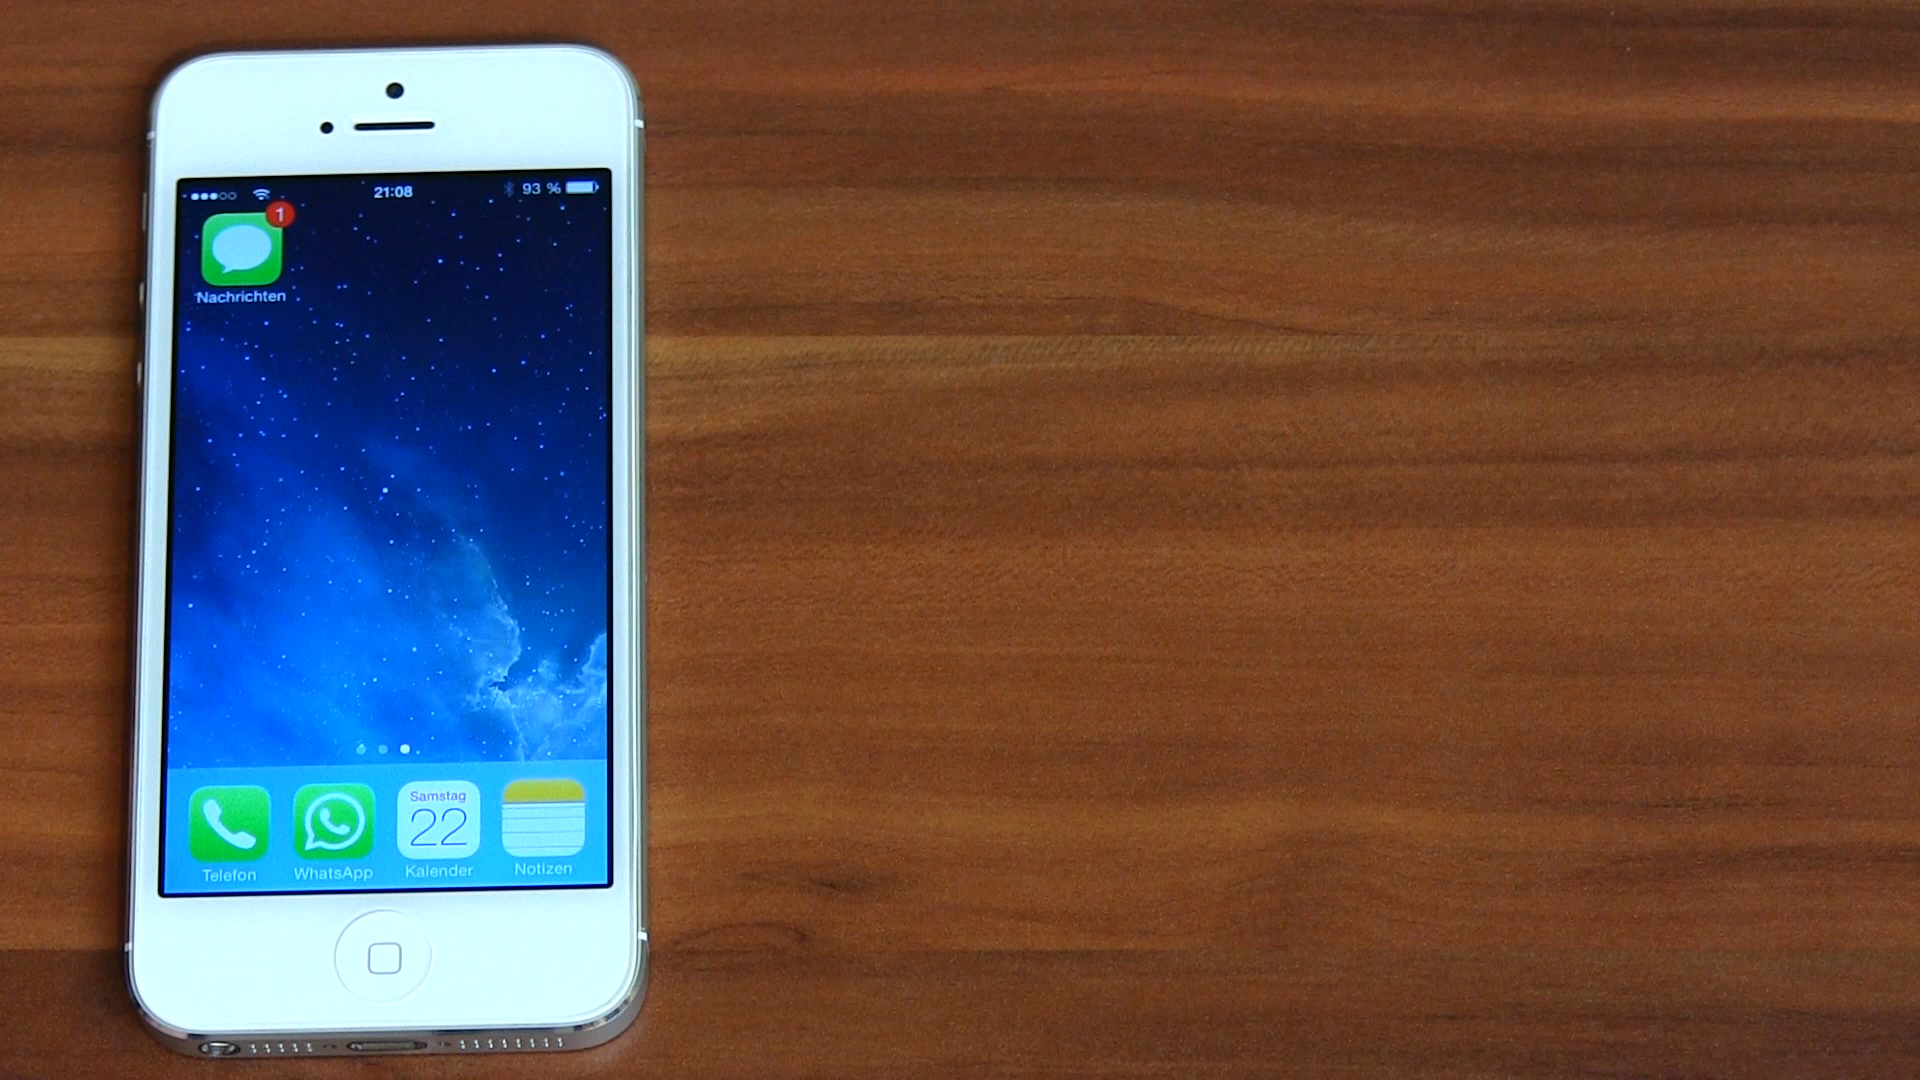 21:08 93 %
1
Nachrichten
Samstag
22
Telefon WhatsApp Kalender Notizen